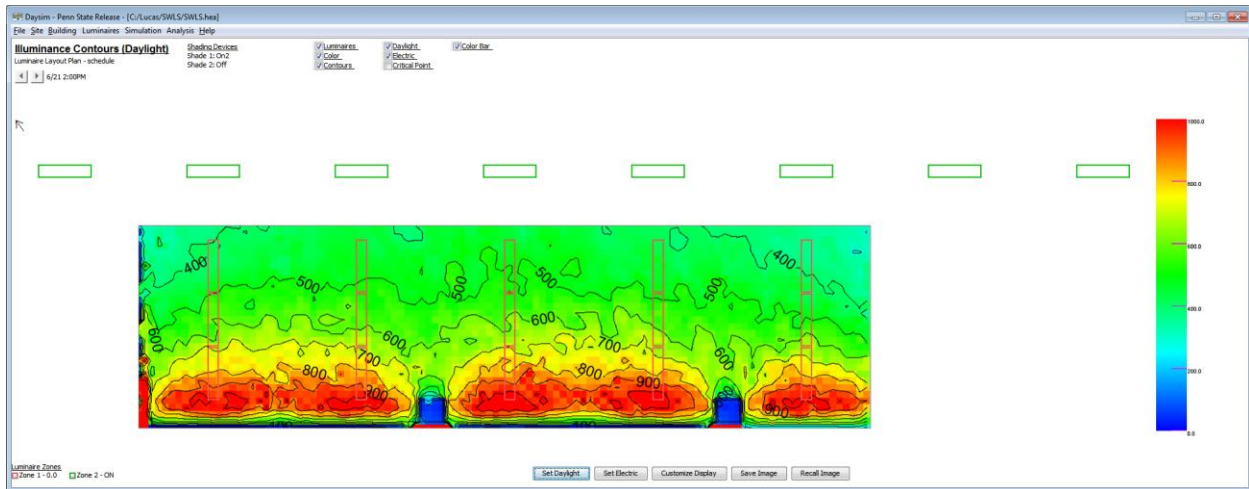 Daysim - Penn State Release - [C:/Lucas/SWLS/SWLS.hea]
File Site Building Luminaires Simulation Analysis Help
Illuminance Contours (Daylight)
Luminaire Layout Plan - schedule
6/21 2:00PM
Shading Devices
Shade 1: On2
Shade 2: Off
Luminaires
Color
Contours
Daylight
Electric
Critical Point
Color Bar
1000.0
800.0
600.0
400.0
200.0
0.0
400
500
500
500
400
600
600
600
600
700
700
700
800
800
900
900
900
Luminaire Zones
Zone 1 - 0.0 Zone 2 - ON
Set Daylight Set Electric Customize Display Save Image Recall Image